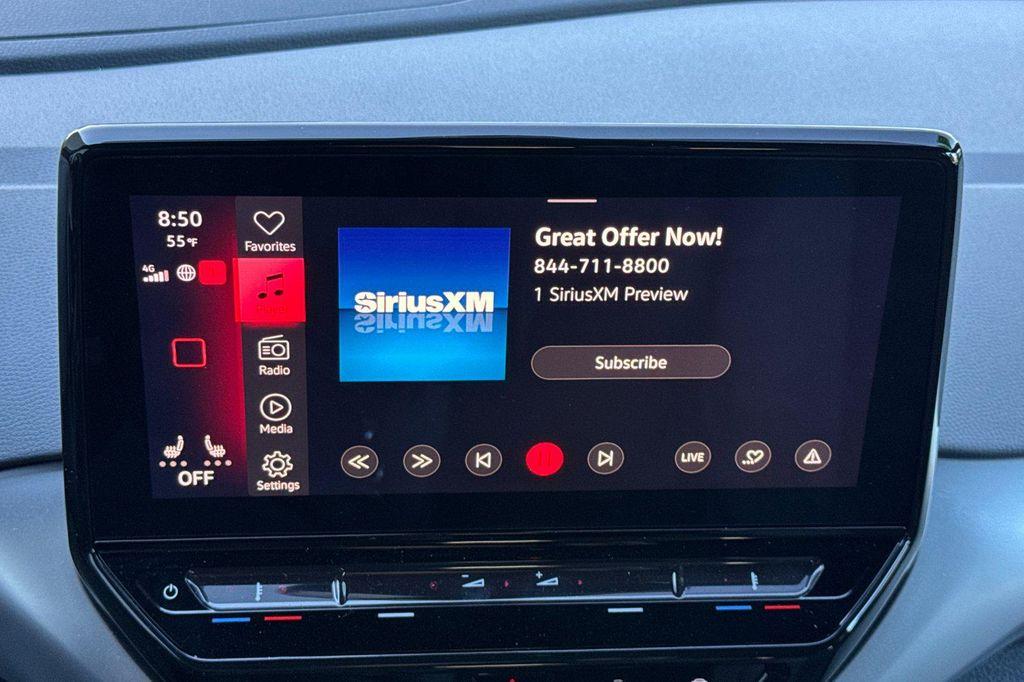 8:50
55°F
4G
OFF
Favorites
Player
Radio
Media
Settings
SiriusXM
Great Offer Now!
844-711-8800
1 SiriusXM Preview
Subscribe
LIVE